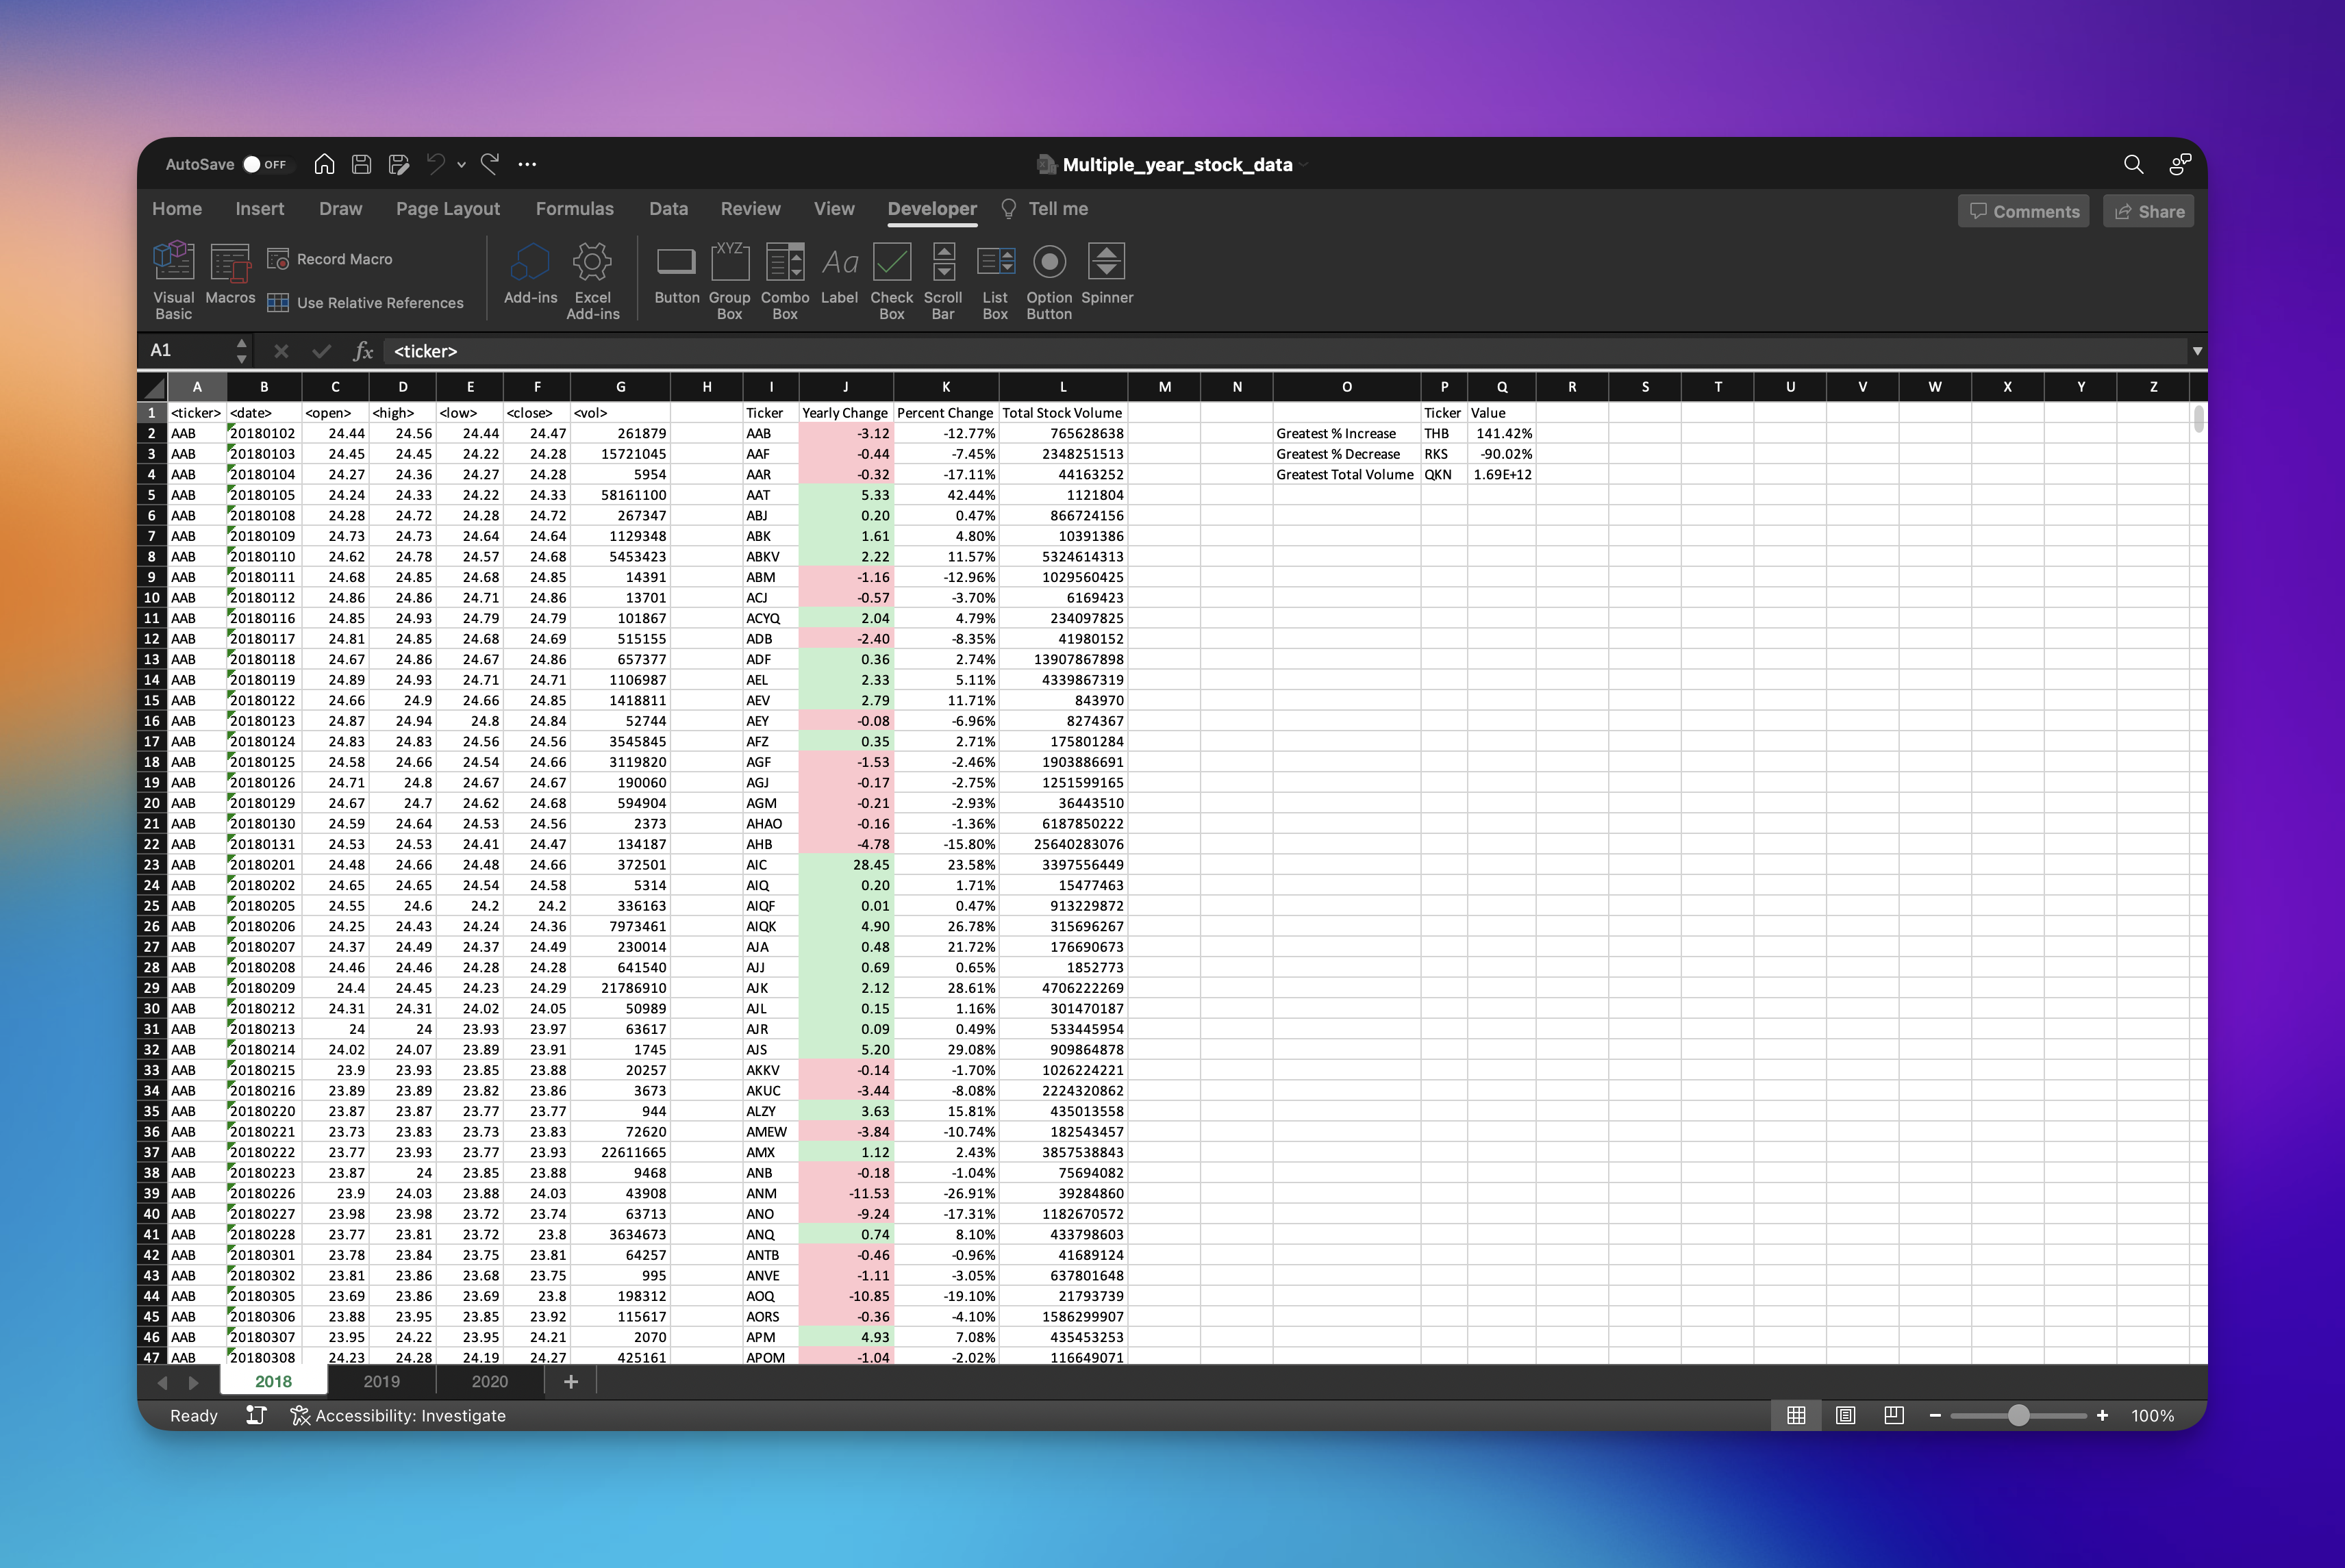 AutoSave OFF Multiple_year_stock_data
Home Insert Draw Page Layout Formulas Data Review View Developer Tell me Comments Share
Visual Basic Macros Record Macro Use Relative References Add-ins Excel Add-ins Button Group Box Combo Box Label Check Box Scroll Bar List Box Option Button Spinner
XYZ Aa
A1 fx <ticker>
A B C D E F G H I J K L M N O P Q R S T U V W X Y Z
1 <ticker> <date> <open> <high> <low> <close> <vol> Ticker Yearly Change Percent Change Total Stock Volume Ticker Value
2 AAB 20180102 24.44 24.56 24.44 24.47 261879 AAB -3.12 -12.77% 765628638 Greatest % Increase THB 141.42%
3 AAB 20180103 24.45 24.45 24.22 24.28 15721045 AAF -0.44 -7.45% 2348251513 Greatest % Decrease RKS -90.02%
4 AAB 20180104 24.27 24.36 24.27 24.28 5954 AAR -0.32 -17.11% 44163252 Greatest Total Volume QKN 1.69E+12
5 AAB 20180105 24.24 24.33 24.22 24.33 58161100 AAT 5.33 42.44% 1121804
6 AAB 20180108 24.28 24.72 24.28 24.72 267347 ABJ 0.20 0.47% 866724156
7 AAB 20180109 24.73 24.73 24.64 24.64 1129348 ABK 1.61 4.80% 10391386
8 AAB 20180110 24.62 24.78 24.57 24.68 5453423 ABKV 2.22 11.57% 5324614313
9 AAB 20180111 24.68 24.85 24.68 24.85 14391 ABM -1.16 -12.96% 1029560425
10 AAB 20180112 24.86 24.86 24.71 24.86 13701 ACJ -0.57 -3.70% 6169423
11 AAB 20180116 24.85 24.93 24.79 24.79 101867 ACYQ 2.04 4.79% 234097825
12 AAB 20180117 24.81 24.85 24.68 24.69 515155 ADB -2.40 -8.35% 41980152
13 AAB 20180118 24.67 24.86 24.67 24.86 657377 ADF 0.36 2.74% 13907867898
14 AAB 20180119 24.89 24.93 24.71 24.71 1106987 AEL 2.33 5.11% 4339867319
15 AAB 20180122 24.66 24.9 24.66 24.85 1418811 AEV 2.79 11.71% 843970
16 AAB 20180123 24.87 24.94 24.8 24.84 52744 AEY -0.08 -6.96% 8274367
17 AAB 20180124 24.83 24.83 24.56 24.56 3545845 AFZ 0.35 2.71% 175801284
18 AAB 20180125 24.58 24.66 24.54 24.66 3119820 AGF -1.53 -2.46% 1903886691
19 AAB 20180126 24.71 24.8 24.67 24.67 190060 AGJ -0.17 -2.75% 1251599165
20 AAB 20180129 24.67 24.7 24.62 24.68 594904 AGM -0.21 -2.93% 36443510
21 AAB 20180130 24.59 24.64 24.53 24.56 2373 AHAO -0.16 -1.36% 6187850222
22 AAB 20180131 24.53 24.53 24.41 24.47 134187 AHB -4.78 -15.80% 25640283076
23 AAB 20180201 24.48 24.66 24.48 24.66 372501 AIC 28.45 23.58% 3397556449
24 AAB 20180202 24.65 24.65 24.54 24.58 5314 AIQ 0.20 1.71% 15477463
25 AAB 20180205 24.55 24.6 24.2 24.2 336163 AIQF 0.01 0.47% 913229872
26 AAB 20180206 24.25 24.43 24.24 24.36 7973461 AIQK 4.90 26.78% 315696267
27 AAB 20180207 24.37 24.49 24.37 24.49 230014 AJA 0.48 21.72% 176690673
28 AAB 20180208 24.46 24.46 24.28 24.28 641540 AJJ 0.69 0.65% 1852773
29 AAB 20180209 24.4 24.45 24.23 24.29 21786910 AJK 2.12 28.61% 4706222269
30 AAB 20180212 24.31 24.31 24.02 24.05 50989 AJL 0.15 1.16% 301470187
31 AAB 20180213 24 24 23.93 23.97 63617 AJR 0.09 0.49% 533445954
32 AAB 20180214 24.02 24.07 23.89 23.91 1745 AJS 5.20 29.08% 909864878
33 AAB 20180215 23.9 23.93 23.85 23.88 20257 AKKV -0.14 -1.70% 1026224221
34 AAB 20180216 23.89 23.89 23.82 23.86 3673 AKUC -3.44 -8.08% 2224320862
35 AAB 20180220 23.87 23.87 23.77 23.77 944 ALZY 3.63 15.81% 435013558
36 AAB 20180221 23.73 23.83 23.73 23.83 72620 AMEW -3.84 -10.74% 182543457
37 AAB 20180222 23.77 23.93 23.77 23.93 22611665 AMX 1.12 2.43% 3857538843
38 AAB 20180223 23.87 24 23.85 23.88 9468 ANB -0.18 -1.04% 75694082
39 AAB 20180226 23.9 24.03 23.88 24.03 43908 ANM -11.53 -26.91% 39284860
40 AAB 20180227 23.98 23.98 23.72 23.74 63713 ANO -9.24 -17.31% 1182670572
41 AAB 20180228 23.77 23.81 23.72 23.8 3634673 ANQ 0.74 8.10% 433798603
42 AAB 20180301 23.78 23.84 23.75 23.81 64257 ANTB -0.46 -0.96% 41689124
43 AAB 20180302 23.81 23.86 23.68 23.75 995 ANVE -1.11 -3.05% 637801648
44 AAB 20180305 23.69 23.86 23.69 23.8 198312 AOQ -10.85 -19.10% 21793739
45 AAB 20180306 23.88 23.95 23.85 23.92 115617 AORS -0.36 -4.10% 1586299907
46 AAB 20180307 23.95 24.22 23.95 24.21 2070 APM 4.93 7.08% 435453253
47 AAB 20180308 24.23 24.28 24.19 24.27 425161 APOM -1.04 -2.02% 116649071
2018 2019 2020 +
Ready Accessibility: Investigate 100%